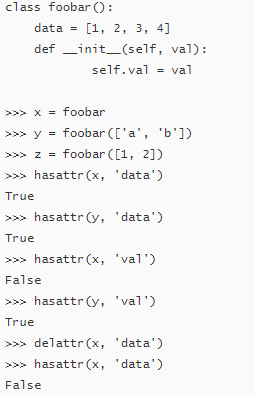 class foobar():
    data = [1, 2, 3, 4]
    def __init__(self, val):
            self.val = val

>>> x = foobar
>>> y = foobar(['a', 'b'])
>>> z = foobar([1, 2])
>>> hasattr(x, 'data')
True
>>> hasattr(y, 'data')
True
>>> hasattr(x, 'val')
False
>>> hasattr(y, 'val')
True
>>> delattr(x, 'data')
>>> hasattr(x, 'data')
False